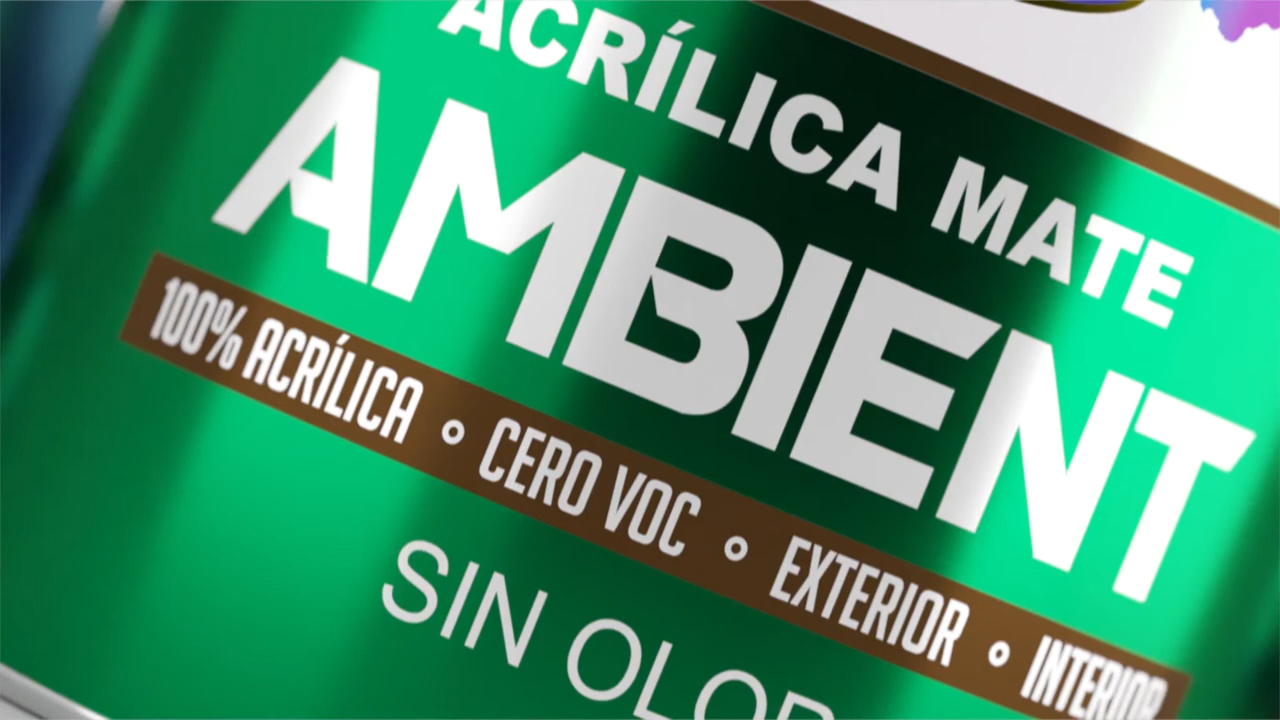 ACRÍLICA MATE
AMBIENT
100% ACRÍLICA ° CERO VOC ° EXTERIOR ° INTERIOR
SIN OLOR